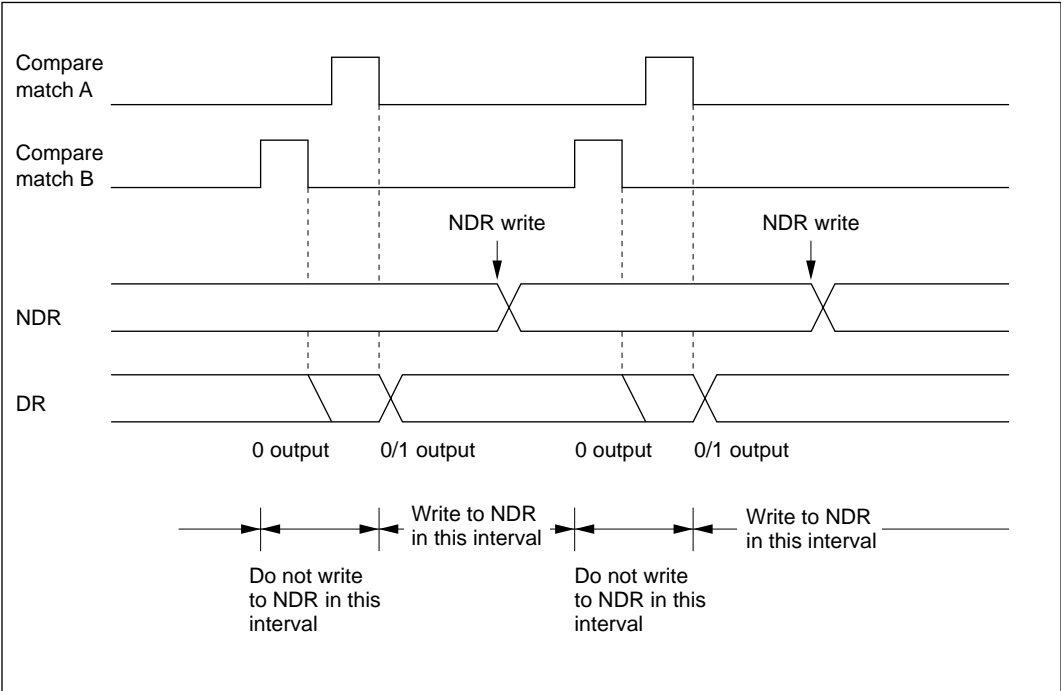 Compare
match A
Compare
match B
NDR write
NDR write
NDR
DR
0 output
0/1 output
0 output
0/1 output
Write to NDR
in this interval
Write to NDR
in this interval
Do not write
to NDR in this
interval
Do not write
to NDR in this
interval